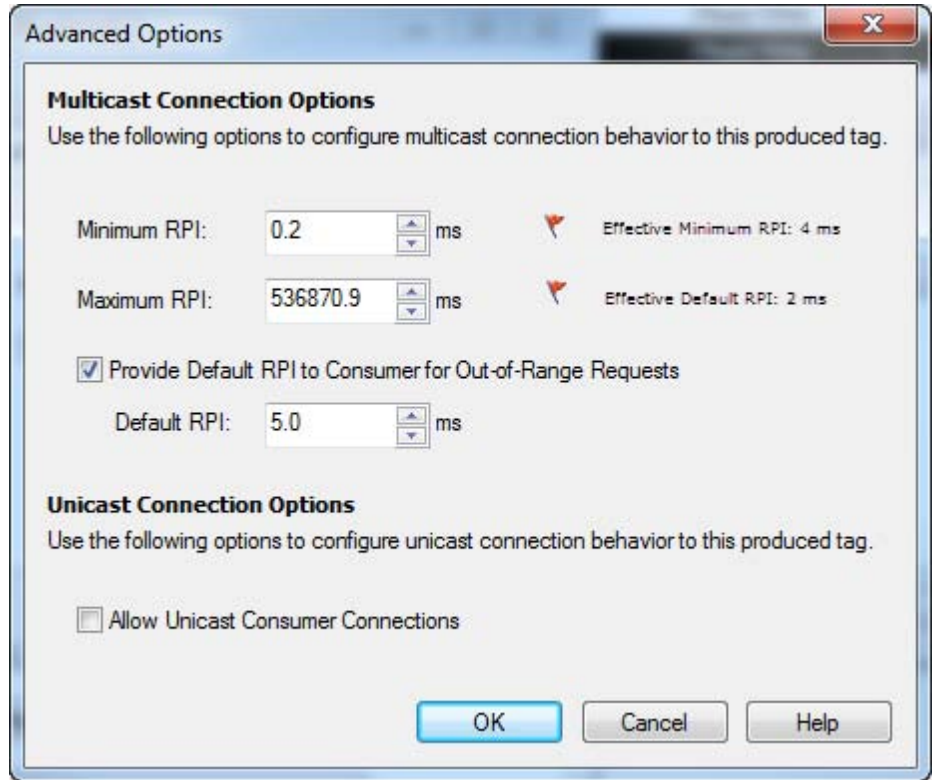 Advanced Options
Multicast Connection Options
Use the following options to configure multicast connection behavior to this produced tag.
Minimum RPI: 0.2 ms Effective Minimum RPI: 4 ms
Maximum RPI: 536870.9 ms Effective Default RPI: 2 ms
Provide Default RPI to Consumer for Out-of-Range Requests
Default RPI: 5.0 ms
Unicast Connection Options
Use the following options to configure unicast connection behavior to this produced tag.
Allow Unicast Consumer Connections
OK Cancel Help